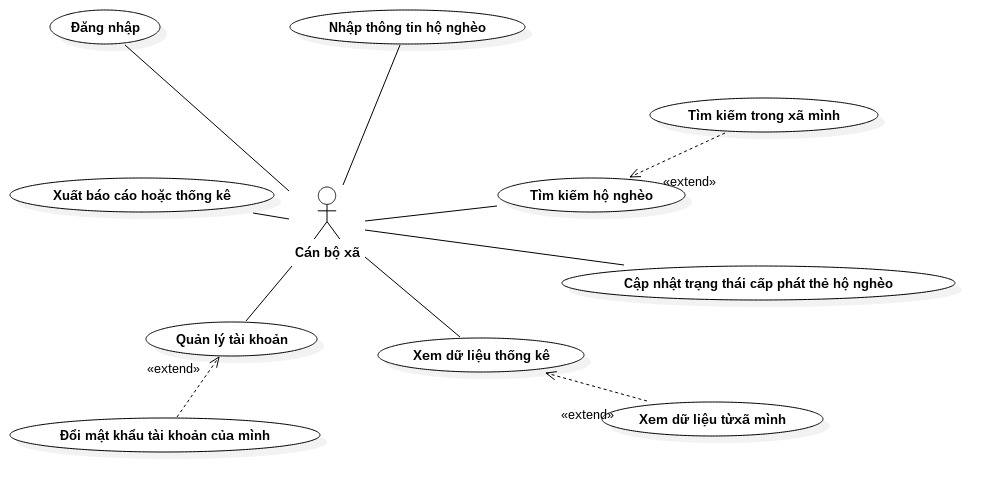 Đăng nhập
Nhập thông tin hộ nghèo
Tìm kiếm trong xã mình
«extend»
Xuất báo cáo hoặc thống kê
Tìm kiếm hộ nghèo
Cán bộ xã
Cập nhật trạng thái cấp phát thẻ hộ nghèo
Quản lý tài khoản
Xem dữ liệu thống kê
«extend»
«extend»
Xem dữ liệu từxã mình
Đổi mật khẩu tài khoản của mình